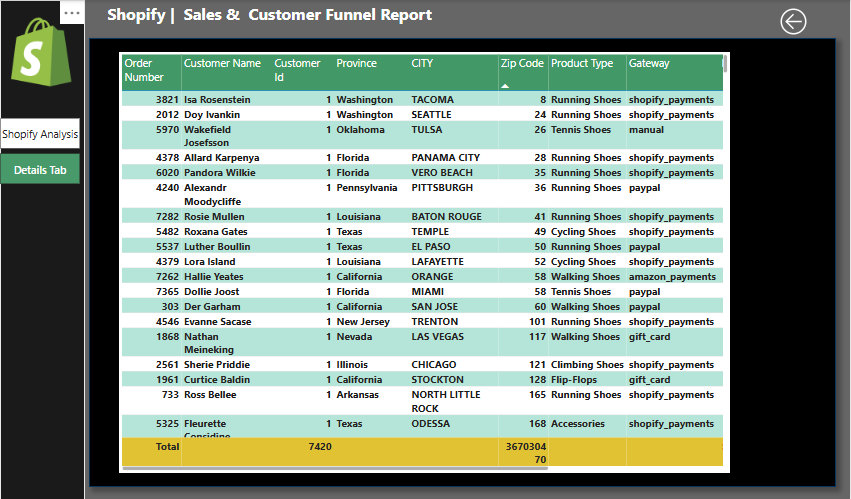 Shopify | Sales & Customer Funnel Report
S
Shopify Analysis
Details Tab
Order Number Customer Name Customer Id Province CITY Zip Code Product Type Gateway
3821 Isa Rosenstein 1 Washington TACOMA 8 Running Shoes shopify_payments
2012 Doy Ivankin 1 Washington SEATTLE 24 Running Shoes shopify_payments
5970 Wakefield Josefsson 1 Oklahoma TULSA 26 Tennis Shoes manual
4378 Allard Karpenya 1 Florida PANAMA CITY 28 Running Shoes shopify_payments
6020 Pandora Wilkie 1 Florida VERO BEACH 35 Running Shoes shopify_payments
4240 Alexandr Moodycliffe 1 Pennsylvania PITTSBURGH 36 Running Shoes paypal
7282 Rosie Mullen 1 Louisiana BATON ROUGE 41 Running Shoes shopify_payments
5482 Roxana Gates 1 Texas TEMPLE 49 Cycling Shoes shopify_payments
5537 Luther Boullin 1 Texas EL PASO 50 Running Shoes paypal
4379 Lora Island 1 Louisiana LAFAYETTE 52 Cycling Shoes shopify_payments
7262 Hallie Yeates 1 California ORANGE 58 Walking Shoes amazon_payments
7365 Dollie Joost 1 Florida MIAMI 58 Tennis Shoes paypal
303 Der Garham 1 California SAN JOSE 60 Walking Shoes paypal
4546 Evanne Sacase 1 New Jersey TRENTON 101 Running Shoes shopify_payments
1868 Nathan Meineking 1 Nevada LAS VEGAS 117 Walking Shoes gift_card
2561 Sherie Priddie 1 Illinois CHICAGO 121 Climbing Shoes shopify_payments
1961 Curtice Baldin 1 California STOCKTON 128 Flip-Flops gift_card
733 Ross Bellee 1 Arkansas NORTH LITTLE ROCK 165 Running Shoes shopify_payments
5325 Fleurette Considine 1 Texas ODESSA 168 Accessories shopify_payments
Total 7420 367030470